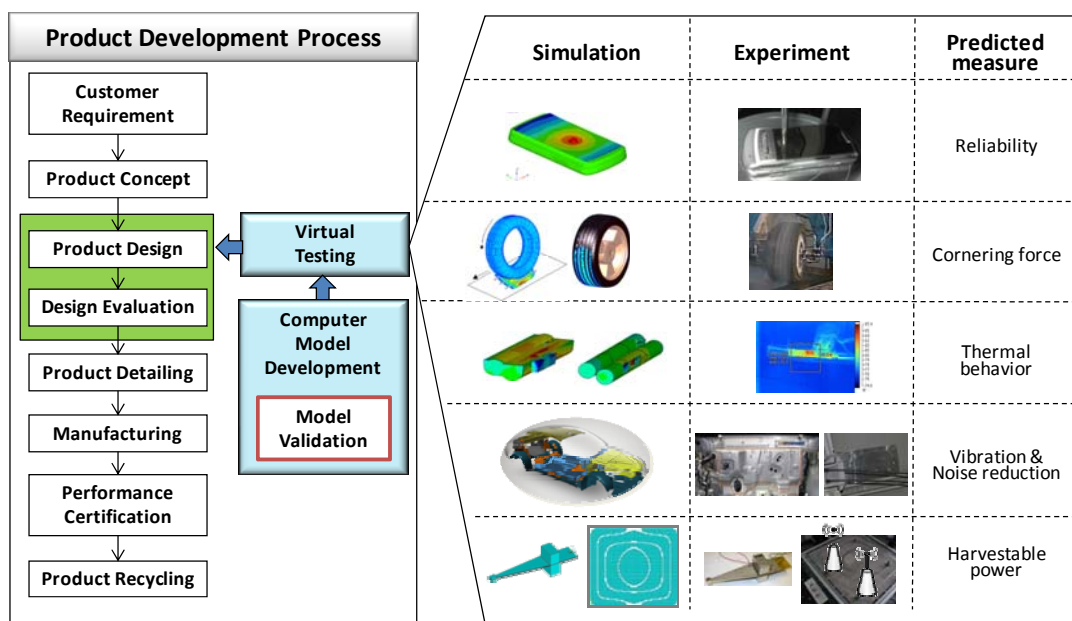 Product Development Process
Customer
Requirement
Product Concept
Product Design
Design Evaluation
Product Detailing
Manufacturing
Performance
Certification
Product Recycling
Virtual
Testing
Computer
Model
Development
Model
Validation
Simulation
Experiment
Predicted
measure
Reliability
Cornering force
Thermal
behavior
Vibration &
Noise reduction
Harvestable
power